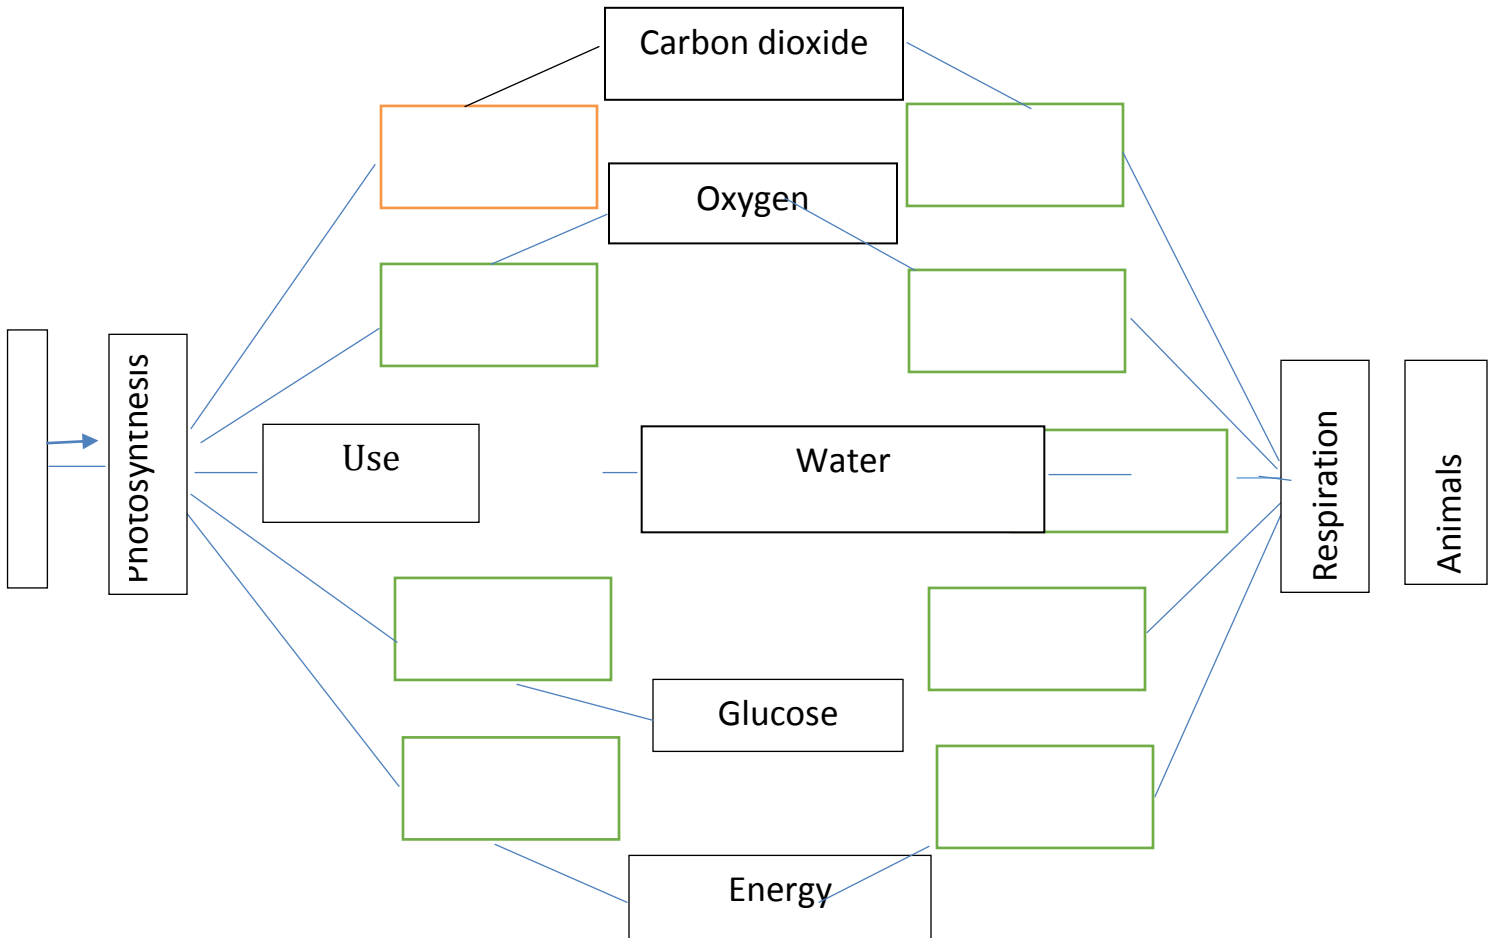 Carbon dioxide
Oxygen
Photosynthesis
Use
Water
Respiration
Animals
Glucose
Energy